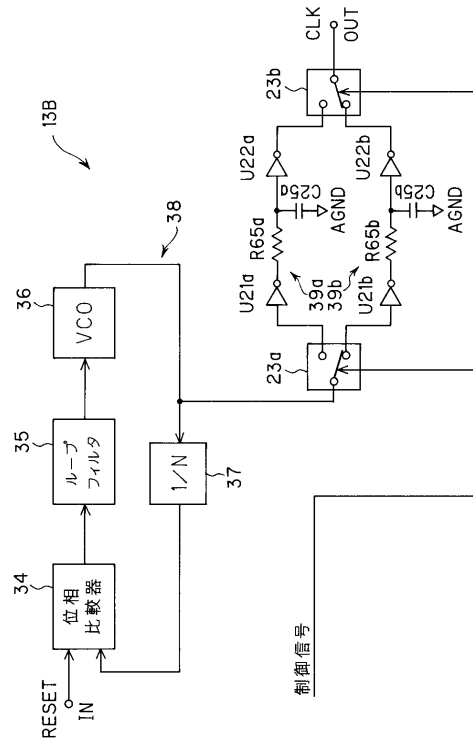 13B
RESET
IN
34
位相
比較器
35
ループ
フィルタ
36
VCO
38
1/N
37
23a
U21a
R65a
C25a
AGND
U22a
39a
39b
U21b
R65b
C25b
AGND
U22b
23b
CLK
OUT
制御信号